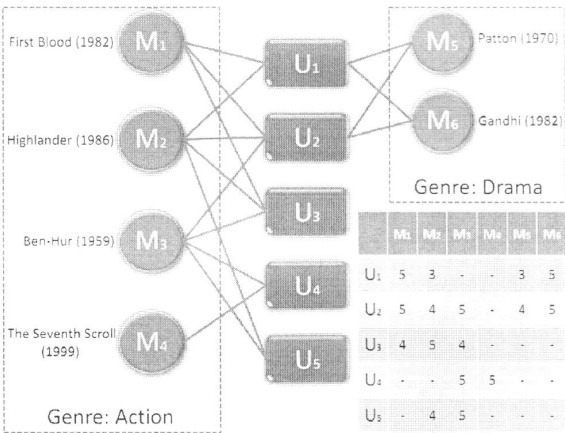 First Blood (1982)
M1
U1
M5
Patton (1970)
Highlander (1986)
M2
U2
M6
Gandhi (1982)
Genre: Drama
Ben-Hur (1959)
M3
U3
The Seventh Scroll
(1999)
M4
U4
U5
Genre: Action
M1 M2 M3 M4 M5 M6
U1 5 3 - - 3 5
U2 5 4 5 - 4 5
U3 4 5 4 - - -
U4 - - 5 5 - -
U5 - 4 5 - - -